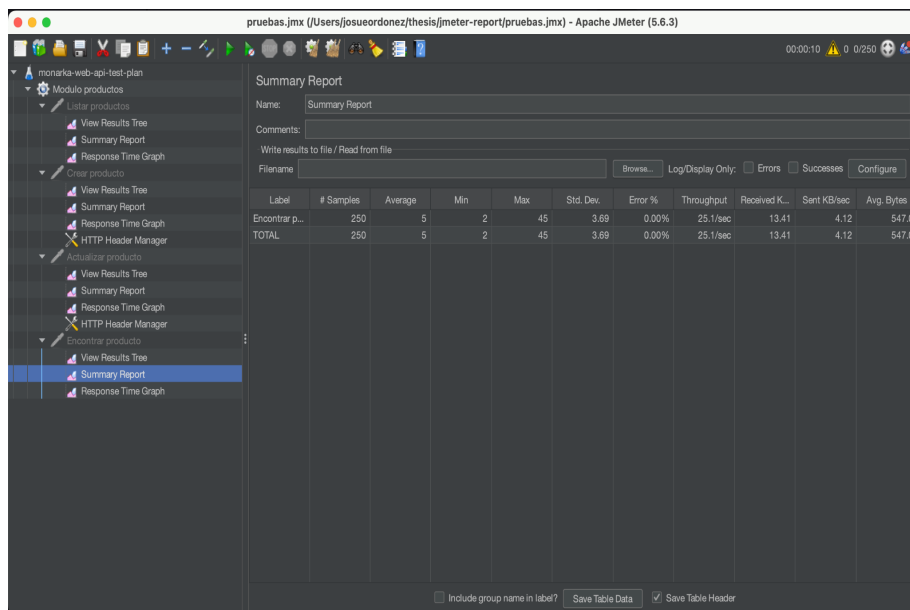 pruebas.jmx (/Users/josueordonez/thesis/jmeter-report/pruebas.jmx) - Apache JMeter (5.6.3)
00:00:10 0 0/250
monarka-web-api-test-plan
Modulo productos
Listar productos
View Results Tree
Summary Report
Response Time Graph
Crear producto
View Results Tree
Summary Report
Response Time Graph
HTTP Header Manager
Actualizar producto
View Results Tree
Summary Report
Response Time Graph
HTTP Header Manager
Encontrar producto
View Results Tree
Summary Report
Response Time Graph
Summary Report
Name: Summary Report
Comments:
Write results to file / Read from file
Filename Browse... Log/Display Only: Errors Successes Configure
Label # Samples Average Min Max Std. Dev. Error % Throughput Received K... Sent KB/sec Avg. Bytes
Encontrar p... 250 5 2 45 3.69 0.00% 25.1/sec 13.41 4.12 547.
TOTAL 250 5 2 45 3.69 0.00% 25.1/sec 13.41 4.12 547.
Include group name in label? Save Table Data Save Table Header